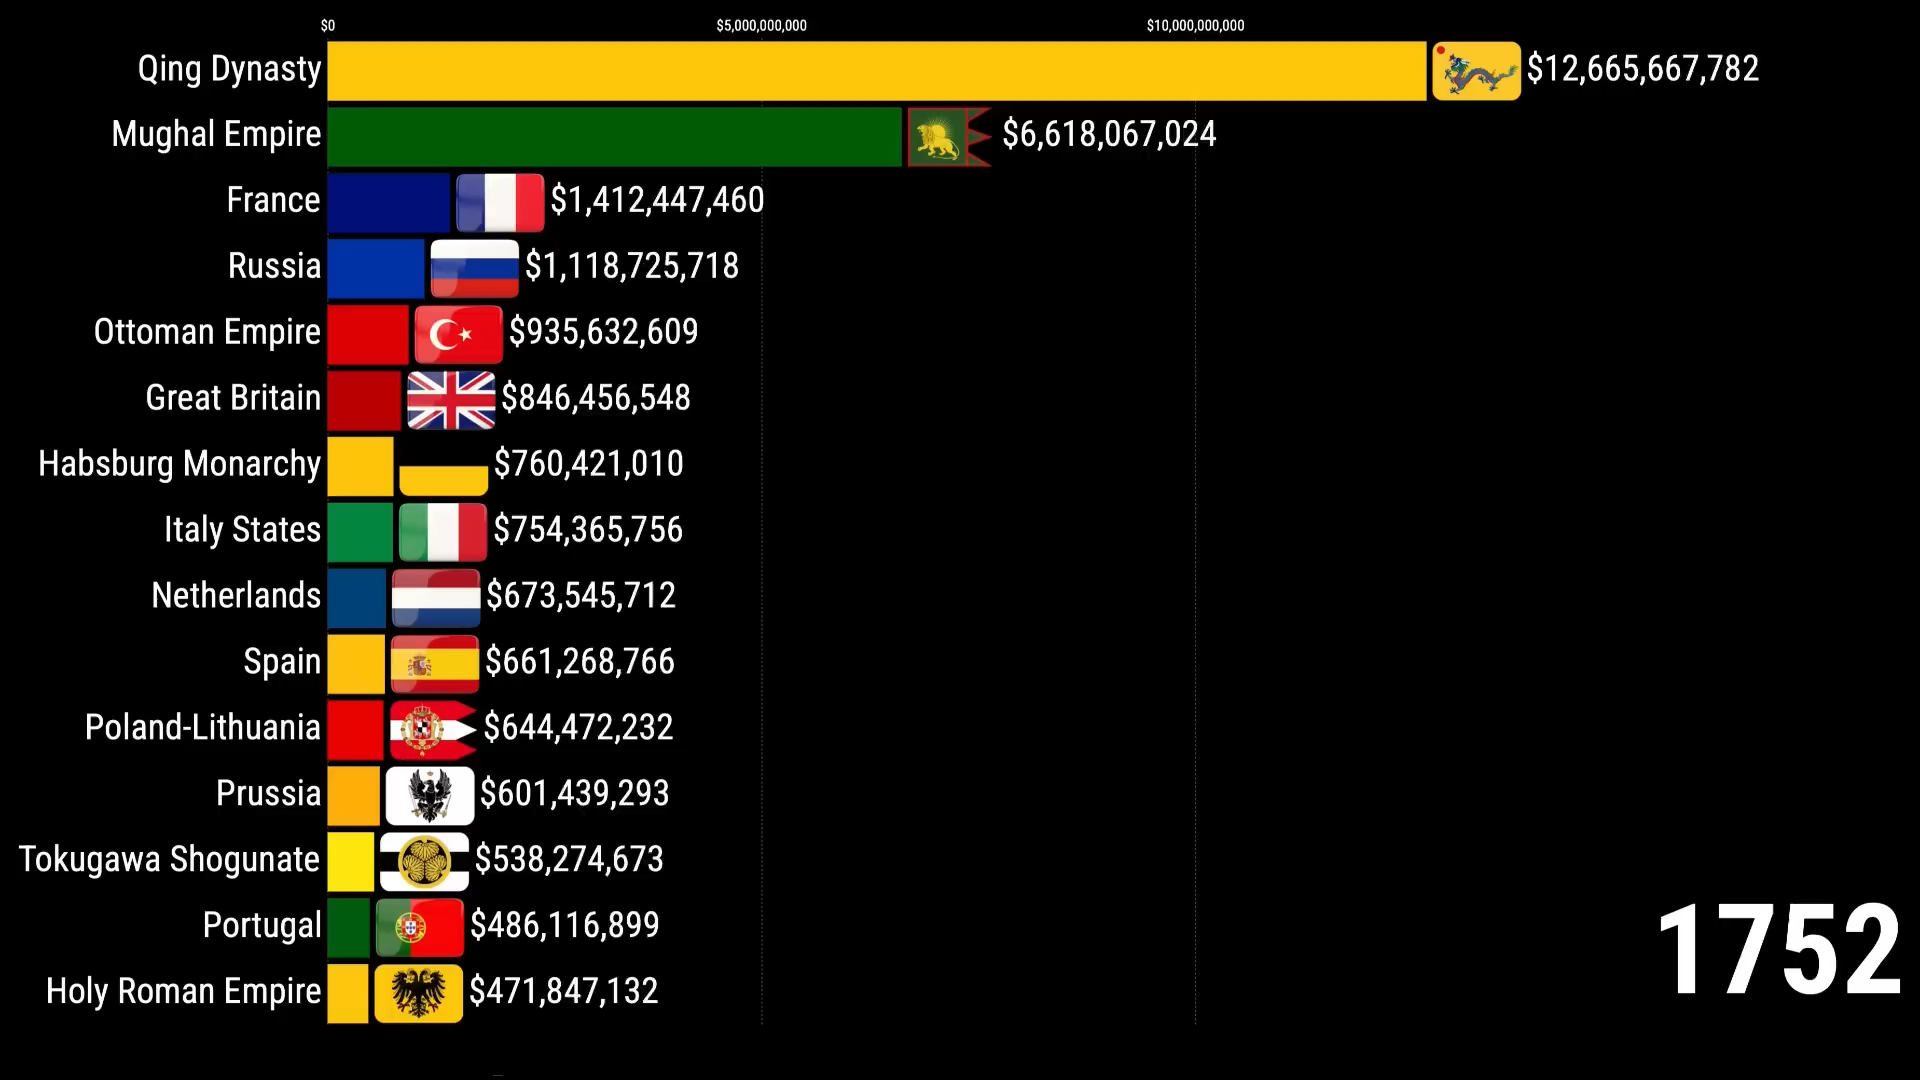 $0 $5,000,000,000 $10,000,000,000
Qing Dynasty $12,665,667,782
Mughal Empire $6,618,067,024
France $1,412,447,460
Russia $1,118,725,718
Ottoman Empire $935,632,609
Great Britain $846,456,548
Habsburg Monarchy $760,421,010
Italy States $754,365,756
Netherlands $673,545,712
Spain $661,268,766
Poland-Lithuania $644,472,232
Prussia $601,439,293
Tokugawa Shogunate $538,274,673
Portugal $486,116,899
Holy Roman Empire $471,847,132
1752